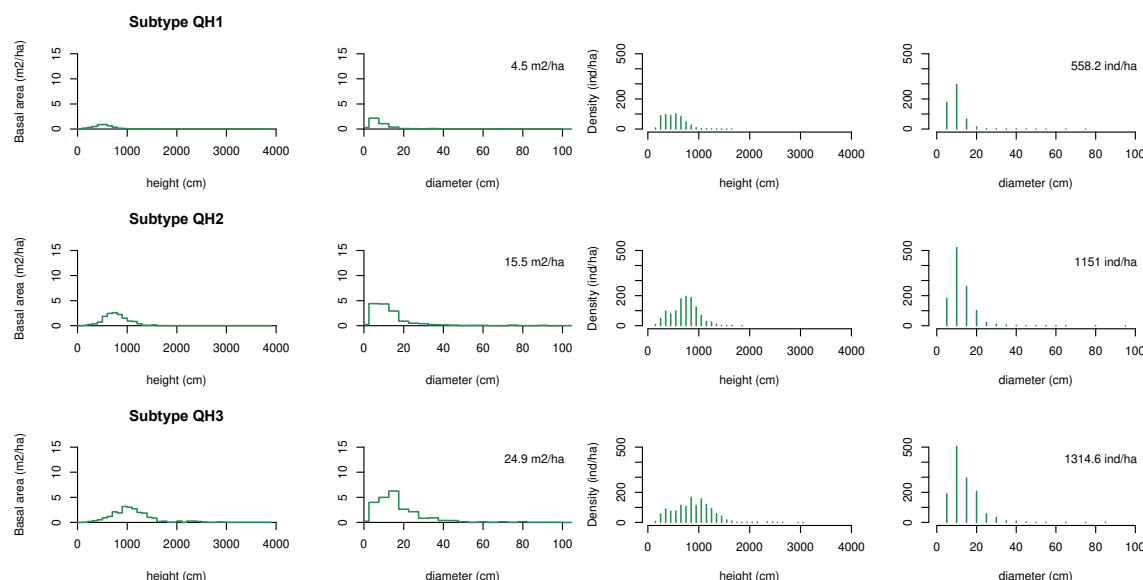 Subtype QH1
Basal area (m2/ha)
0 5 10 15
0 1000 2000 4000
height (cm)
4.5 m2/ha
0 5 10 15
0 20 40 60 80 100
diameter (cm)
Density (ind/ha)
0 200 500
0 1000 2000 3000 4000
height (cm)
558.2 ind/ha
0 200 500
0 20 40 60 80 100
diameter (cm)
Subtype QH2
Basal area (m2/ha)
0 5 10 15
0 1000 2000 4000
height (cm)
15.5 m2/ha
0 5 10 15
0 20 40 60 80 100
diameter (cm)
Density (ind/ha)
0 200 500
0 1000 2000 3000 4000
height (cm)
1151 ind/ha
0 200 500
0 20 40 60 80 100
diameter (cm)
Subtype QH3
Basal area (m2/ha)
0 5 10 15
0 1000 2000 4000
height (cm)
24.9 m2/ha
0 5 10 15
0 20 40 60 80 100
diameter (cm)
Density (ind/ha)
0 200 500
0 1000 2000 3000 4000
height (cm)
1314.6 ind/ha
0 200 500
0 20 40 60 80 100
diameter (cm)